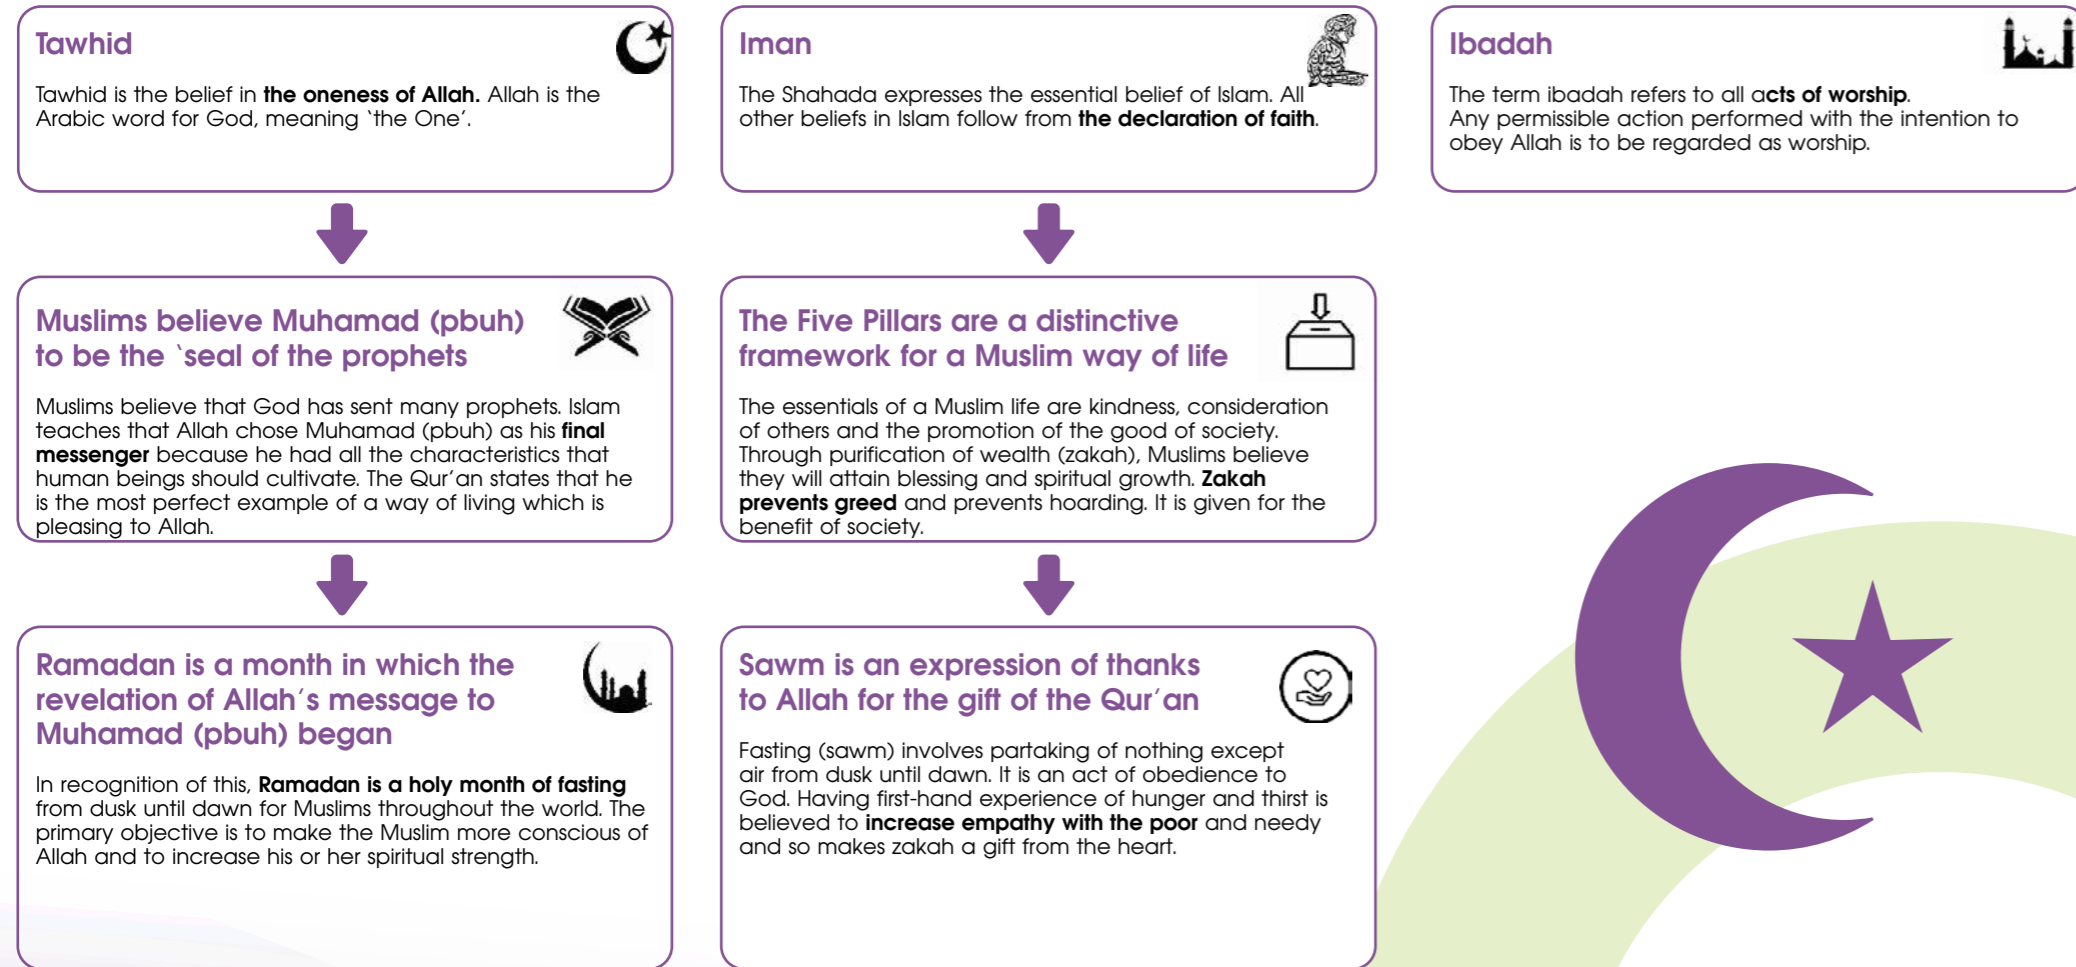 Tawhid
Tawhid is the belief in the oneness of Allah. Allah is the
Arabic word for God, meaning ‘the One’.
Muslims believe Muhamad (pbuh)
to be the ‘seal of the prophets
Muslims believe that God has sent many prophets. Islam
teaches that Allah chose Muhamad (pbuh) as his final
messenger because he had all the characteristics that
human beings should cultivate. The Qur’an states that he
is the most perfect example of a way of living which is
pleasing to Allah.
Ramadan is a month in which the
revelation of Allah’s message to
Muhamad (pbuh) began
In recognition of this, Ramadan is a holy month of fasting
from dusk until dawn for Muslims throughout the world. The
primary objective is to make the Muslim more conscious of
Allah and to increase his or her spiritual strength.
Iman
The Shahada expresses the essential belief of Islam. All
other beliefs in Islam follow from the declaration of faith.
The Five Pillars are a distinctive
framework for a Muslim way of life
The essentials of a Muslim life are kindness, consideration
of others and the promotion of the good of society.
Through purification of wealth (zakah), Muslims believe
they will attain blessing and spiritual growth. Zakah
prevents greed and prevents hoarding. It is given for the
benefit of society.
Sawm is an expression of thanks
to Allah for the gift of the Qur’an
Fasting (sawm) involves partaking of nothing except
air from dusk until dawn. It is an act of obedience to
God. Having first-hand experience of hunger and thirst is
believed to increase empathy with the poor and needy
and so makes zakah a gift from the heart.
Ibadah
The term ibadah refers to all acts of worship.
Any permissible action performed with the intention to
obey Allah is to be regarded as worship.